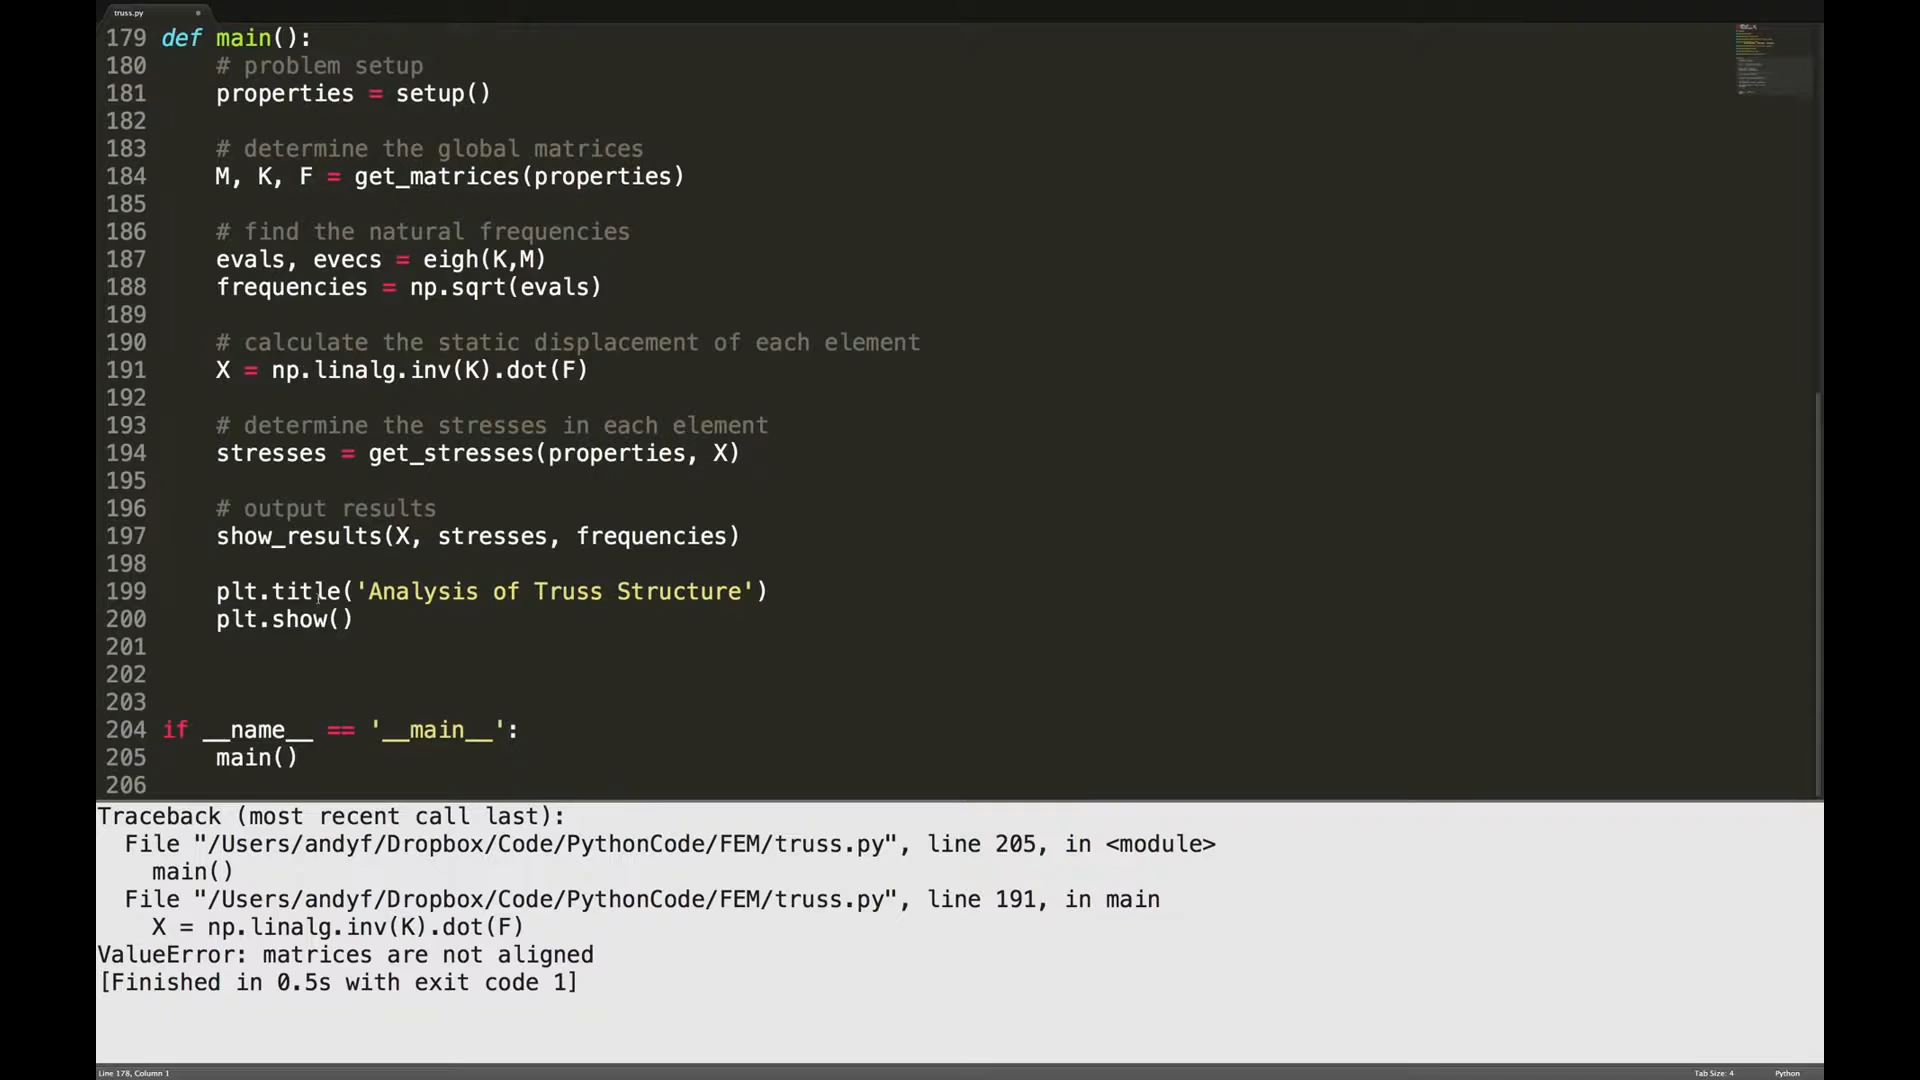 truss.py
179 def main():
180     # problem setup
181     properties = setup()
182
183     # determine the global matrices
184     M, K, F = get_matrices(properties)
185
186     # find the natural frequencies
187     evals, evecs = eigh(K,M)
188     frequencies = np.sqrt(evals)
189
190     # calculate the static displacement of each element
191     X = np.linalg.inv(K).dot(F)
192
193     # determine the stresses in each element
194     stresses = get_stresses(properties, X)
195
196     # output results
197     show_results(X, stresses, frequencies)
198
199     plt.title('Analysis of Truss Structure')
200     plt.show()
201
202
203
204 if __name__ == '__main__':
205     main()
206
Traceback (most recent call last):
  File "/Users/andyf/Dropbox/Code/PythonCode/FEM/truss.py", line 205, in <module>
    main()
  File "/Users/andyf/Dropbox/Code/PythonCode/FEM/truss.py", line 191, in main
    X = np.linalg.inv(K).dot(F)
ValueError: matrices are not aligned
[Finished in 0.5s with exit code 1]
Line 178, Column 1 Tab Size: 4 Python